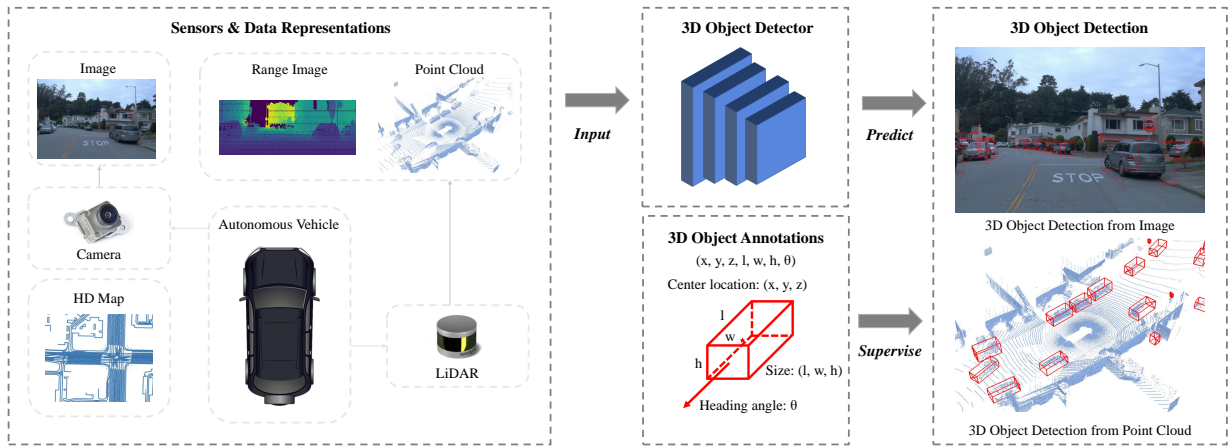 Sensors & Data Representations
Image
Range Image
Point Cloud
STOP
Camera
Autonomous Vehicle
HD Map
LiDAR
Input
3D Object Detector
Predict
3D Object Annotations
(x, y, z, l, w, h, θ)
Center location: (x, y, z)
l
w
h
Size: (l, w, h)
Heading angle: θ
Supervise
3D Object Detection
STOP
3D Object Detection from Image
3D Object Detection from Point Cloud